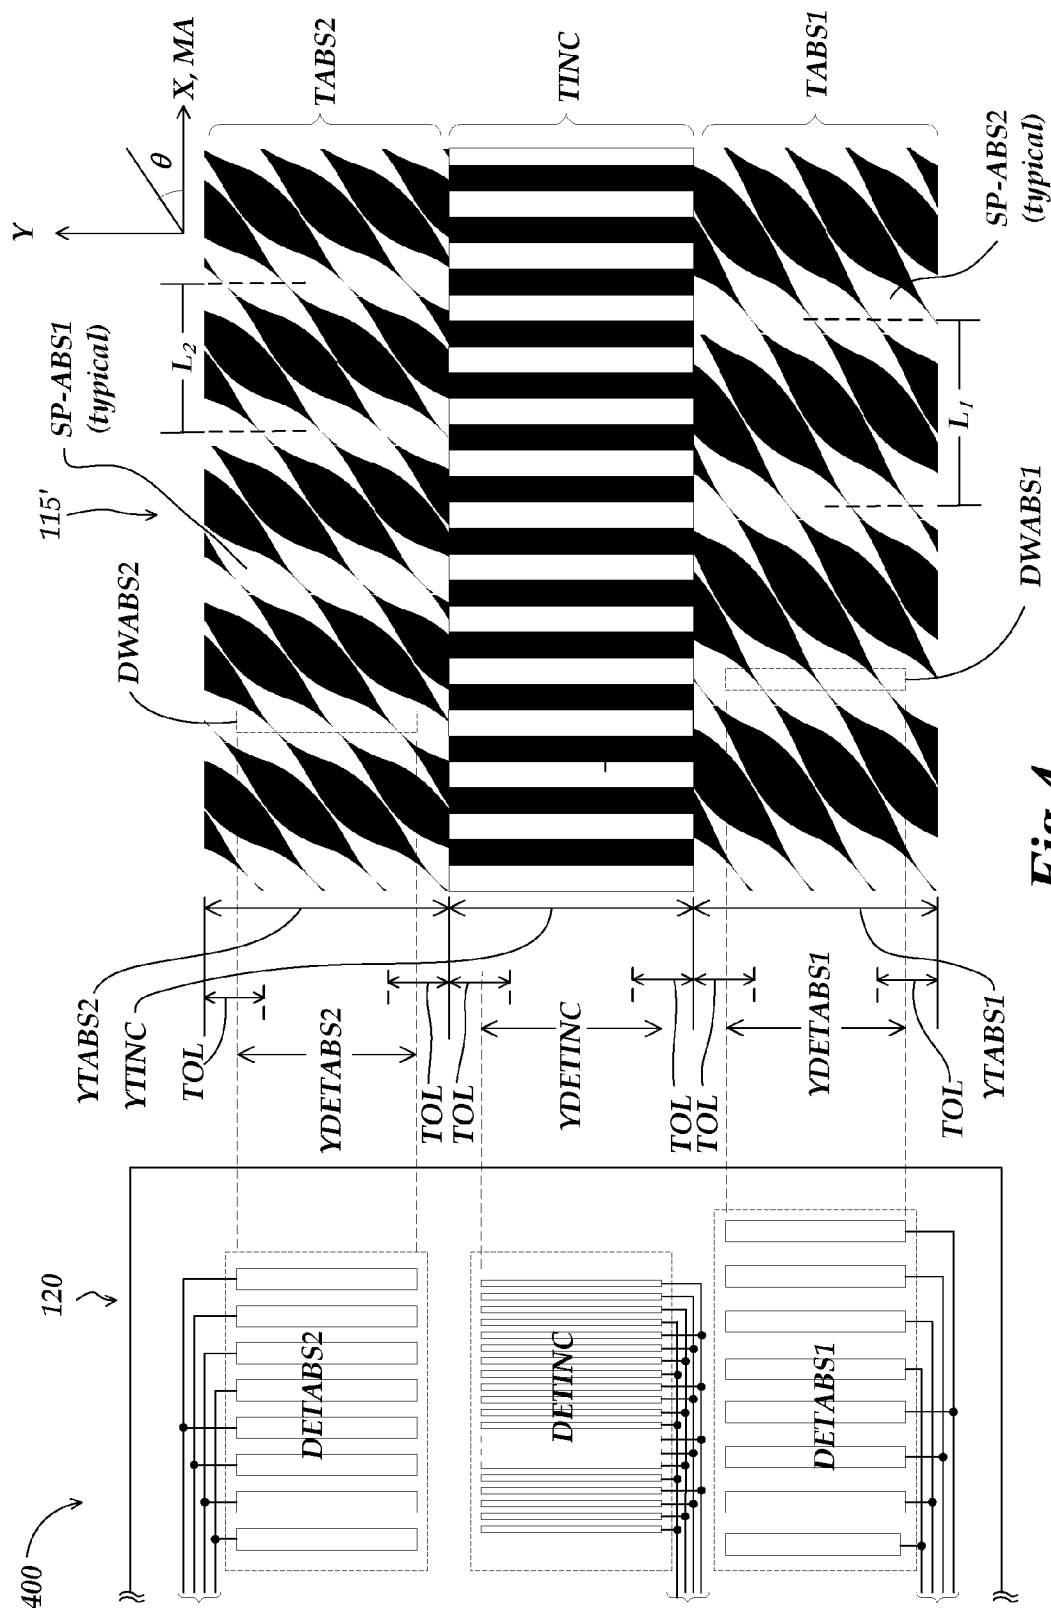 Y
X, MA
θ
TABS2
TINC
TABS1
SP-ABS2
(typical)
L2
SP-ABS1
(typical)
L1
115'
DWABS2
DWABS1
Fig.4
YTABS2
YTINC
TOL
YDETABS2
TOL
TOL
YDETINC
TOL
TOL
YDETABS1
TOL
YTABS1
120
400
DETABS2
DETINC
DETABS1